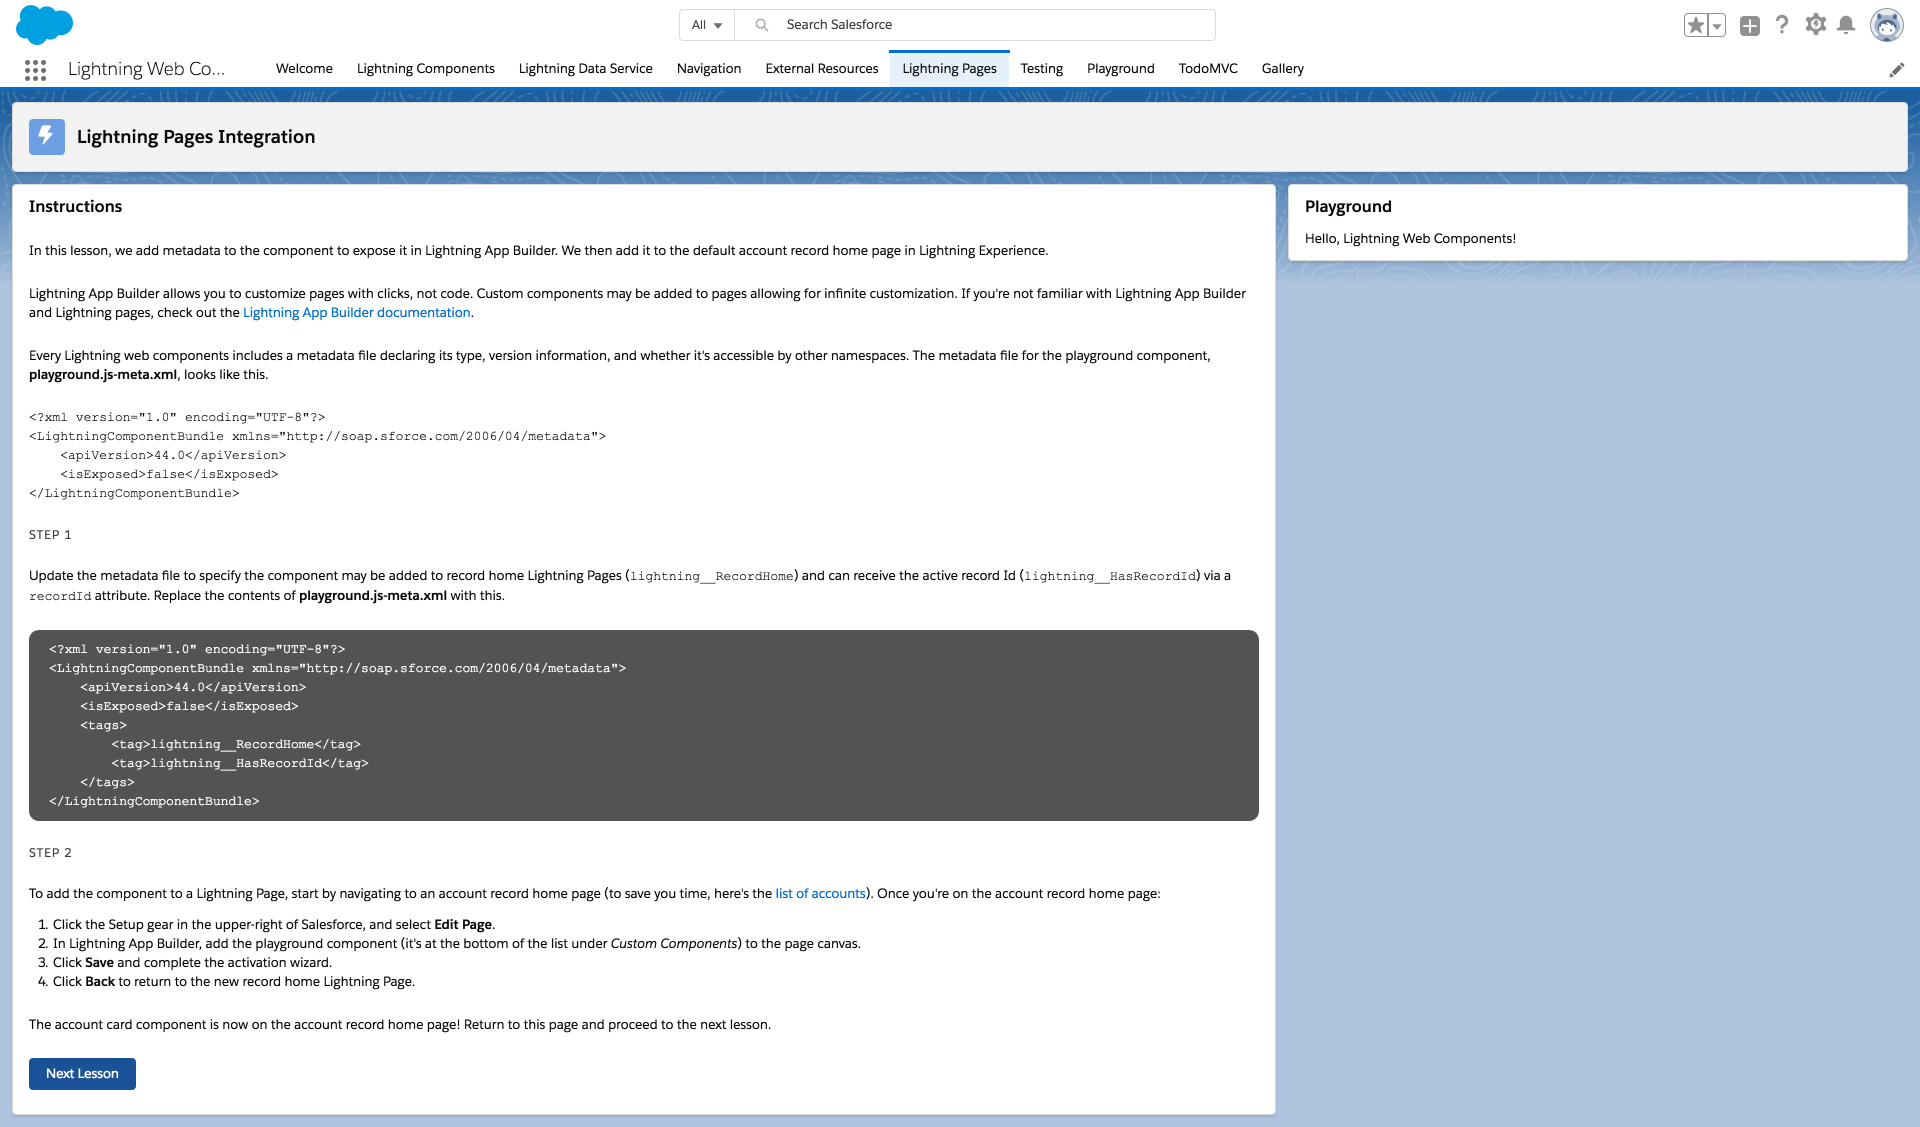 All
Search Salesforce
Lightning Web Co...
Welcome
Lightning Components
Lightning Data Service
Navigation
External Resources
Lightning Pages
Testing
Playground
TodoMVC
Gallery
Lightning Pages Integration
Instructions
In this lesson, we add metadata to the component to expose it in Lightning App Builder. We then add it to the default account record home page in Lightning Experience.
Lightning App Builder allows you to customize pages with clicks, not code. Custom components may be added to pages allowing for infinite customization. If you're not familiar with Lightning App Builder
and Lightning pages, check out the Lightning App Builder documentation.
Every Lightning web components includes a metadata file declaring its type, version information, and whether it's accessible by other namespaces. The metadata file for the playground component,
playground.js-meta.xml, looks like this.
<?xml version="1.0" encoding="UTF-8"?>
<LightningComponentBundle xmlns="http://soap.sforce.com/2006/04/metadata">
    <apiVersion>44.0</apiVersion>
    <isExposed>false</isExposed>
</LightningComponentBundle>
STEP 1
Update the metadata file to specify the component may be added to record home Lightning Pages (lightning__RecordHome) and can receive the active record Id (lightning__HasRecordId) via a
recordId attribute. Replace the contents of playground.js-meta.xml with this.
<?xml version="1.0" encoding="UTF-8"?>
<LightningComponentBundle xmlns="http://soap.sforce.com/2006/04/metadata">
    <apiVersion>44.0</apiVersion>
    <isExposed>false</isExposed>
    <tags>
        <tag>lightning__RecordHome</tag>
        <tag>lightning__HasRecordId</tag>
    </tags>
</LightningComponentBundle>
STEP 2
To add the component to a Lightning Page, start by navigating to an account record home page (to save you time, here's the list of accounts). Once you're on the account record home page:
1. Click the Setup gear in the upper-right of Salesforce, and select Edit Page.
2. In Lightning App Builder, add the playground component (it's at the bottom of the list under Custom Components) to the page canvas.
3. Click Save and complete the activation wizard.
4. Click Back to return to the new record home Lightning Page.
The account card component is now on the account record home page! Return to this page and proceed to the next lesson.
Next Lesson
Playground
Hello, Lightning Web Components!